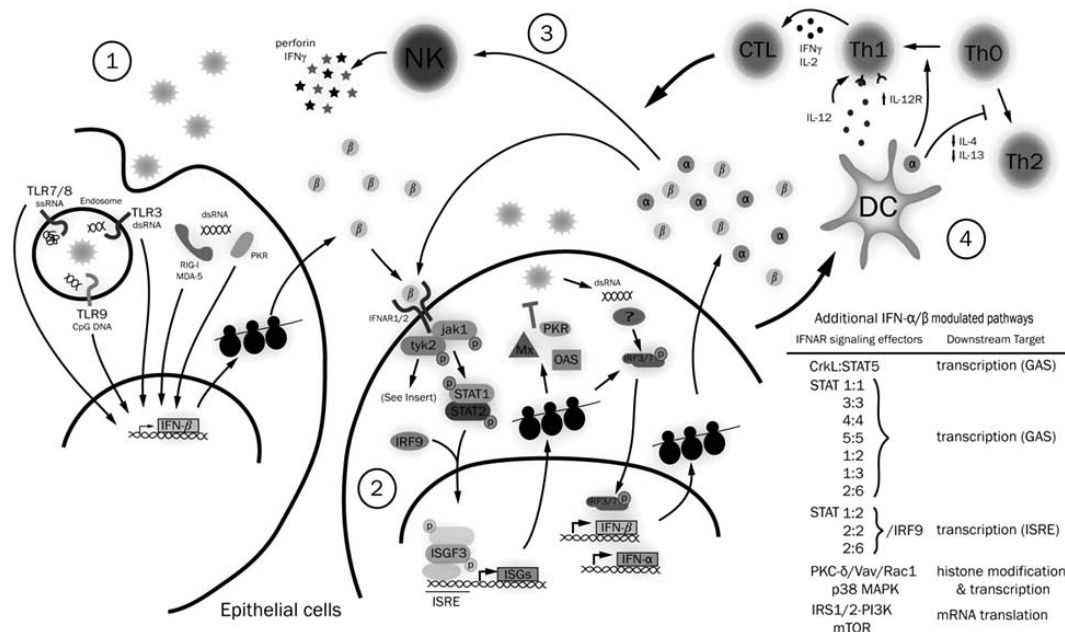 1
TLR7/8
ssRNA
Endosome
TLR3
dsRNA
dsRNA
RIG-I
MDA-5
PKR
TLR9
CpG DNA
IFN-β
Epithelial cells
perforin
IFNγ
NK
3
β
β
β
β
β
β
β
IFNAR1/2
jak1
tyk2
p
p
(See Insert)
p
STAT1
STAT2
p
IRF9
2
p
ISGF3
p
ISRE
ISGs
Mx
PKR
OAS
dsRNA
?
IRF3/7
p
IRF3/7
p
IFN-β
IFN-α
α
β
α
β
α
β
β
α
β
α
β
α
β
CTL
IFNγ
IL-2
Th1
Th0
IL-12
IL-12R
α
IL-4
IL-13
Th2
DC
4
Additional IFN-α/β modulated pathways
IFNAR signaling effectors Downstream Target
CrkL:STAT5 transcription (GAS)
STAT 1:1
3:3
4:4
5:5 transcription (GAS)
1:2
1:3
2:6
STAT 1:2
2:2 /IRF9 transcription (ISRE)
2:6
PKC-δ/Vav/Rac1 histone modification
p38 MAPK & transcription
IRS1/2-PI3K mRNA translation
mTOR